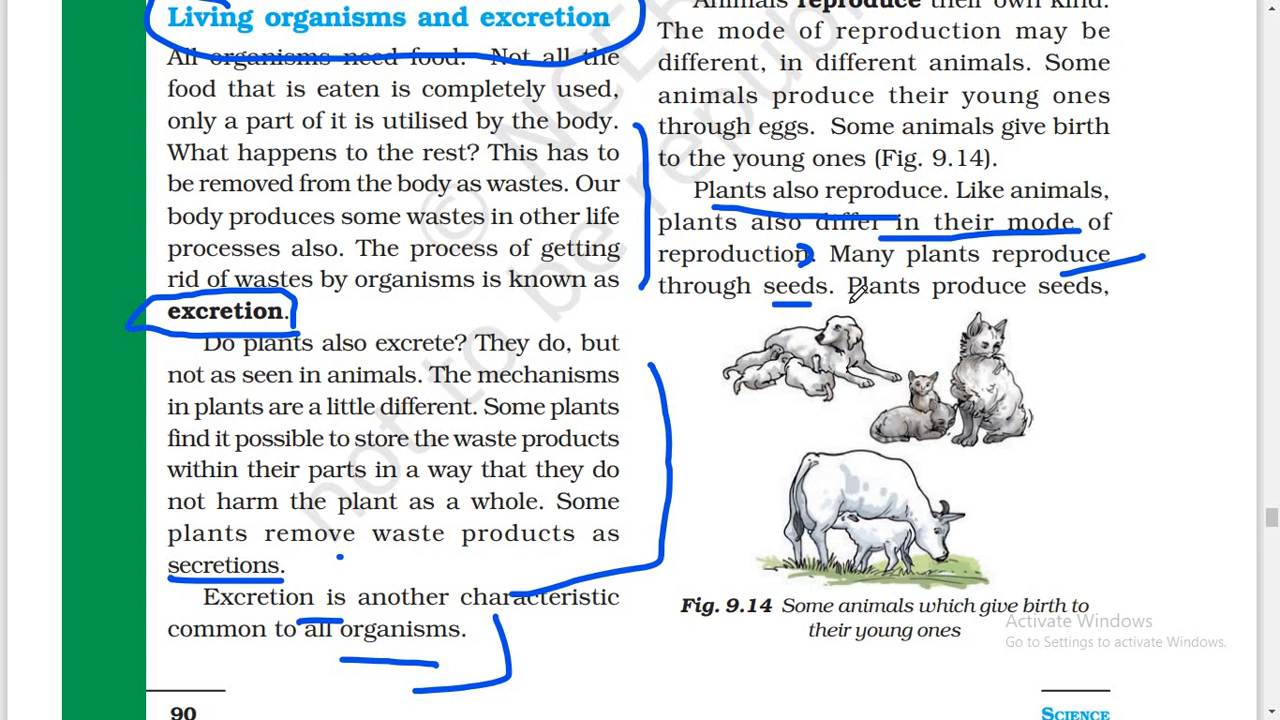 Living organisms and excretion
All organisms need food. Not all the
food that is eaten is completely used,
only a part of it is utilised by the body.
What happens to the rest? This has to
be removed from the body as wastes. Our
body produces some wastes in other life
processes also. The process of getting
rid of wastes by organisms is known as
excretion.
Do plants also excrete? They do, but
not as seen in animals. The mechanisms
in plants are a little different. Some plants
find it possible to store the waste products
within their parts in a way that they do
not harm the plant as a whole. Some
plants remove waste products as
secretions.
Excretion is another characteristic
common to all organisms.
90
Animals reproduce their own kind.
The mode of reproduction may be
different, in different animals. Some
animals produce their young ones
through eggs. Some animals give birth
to the young ones (Fig. 9.14).
Plants also reproduce. Like animals,
plants also differ in their mode of
reproduction. Many plants reproduce
through seeds. Plants produce seeds,
Fig. 9.14 Some animals which give birth to
their young ones
Activate Windows
Go to Settings to activate Windows.
SCIENCE
© NCER
not to be republi